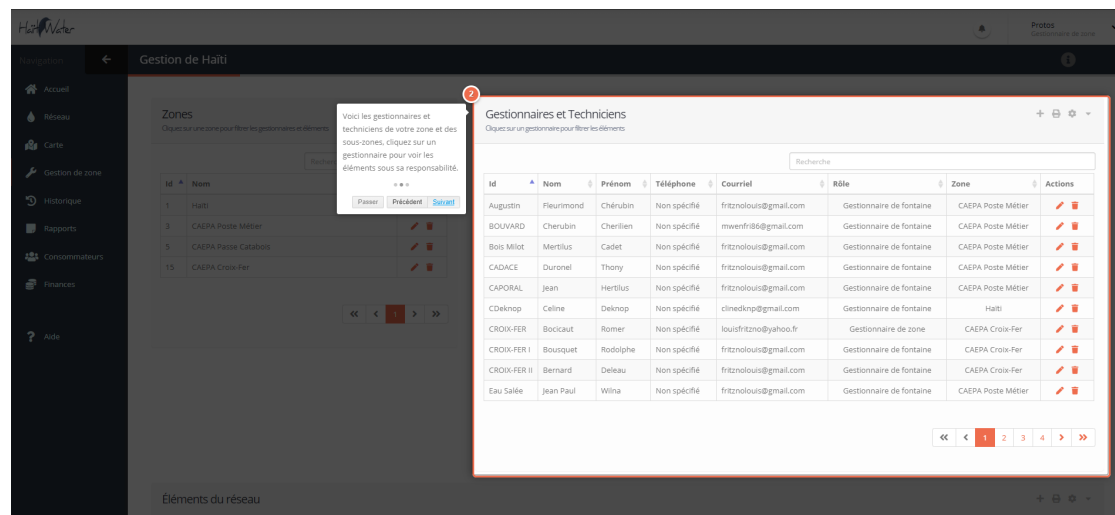 HaïtiWater
Protos
Gestionnaire de zone
Navigation
Gestion de Haïti
Accueil
Réseau
Carte
Gestion de zone
Historique
Rapports
Consommateurs
Finances
Aide
Zones
Cliquez sur une zone pour filtrer les gestionnaires et éléments
Id Nom
1 Haïti
3 CAEPA Poste Métier
5 CAEPA Passe Catabois
15 CAEPA Croix-Fer
1
Voici les gestionnaires et
techniciens de votre zone et des
sous-zones, cliquez sur un
gestionnaire pour voir les
éléments sous sa responsabilité.
Passer Précédent Suivant
2
Gestionnaires et Techniciens
Cliquez sur un gestionnaire pour filtrer les éléments
Recherche
Id Nom Prénom Téléphone Courriel Rôle Zone Actions
Augustin Fleurimond Chérubin Non spécifié fritznolouis@gmail.com Gestionnaire de fontaine CAEPA Poste Métier
BOUVARD Cherubin Cherilien Non spécifié mwenfri86@gmail.com Gestionnaire de fontaine CAEPA Poste Métier
Bois Milot Mertilus Cadet Non spécifié fritznolouis@gmail.com Gestionnaire de fontaine CAEPA Poste Métier
CADACE Duronel Thony Non spécifié fritznolouis@gmail.com Gestionnaire de fontaine CAEPA Poste Métier
CAPORAL Jean Hertilus Non spécifié fritznolouis@gmail.com Gestionnaire de fontaine CAEPA Poste Métier
CDeknop Celine Deknop Non spécifié clinedknp@gmail.com Gestionnaire de fontaine Haïti
CROIX-FER Bocicaut Romer Non spécifié louisfritzno@yahoo.fr Gestionnaire de zone CAEPA Croix-Fer
CROIX-FER I Bousquet Rodolphe Non spécifié fritznolouis@gmail.com Gestionnaire de fontaine CAEPA Croix-Fer
CROIX-FER II Bernard Deleau Non spécifié fritznolouis@gmail.com Gestionnaire de fontaine CAEPA Croix-Fer
Eau Salée Jean Paul Wilna Non spécifié fritznolouis@gmail.com Gestionnaire de fontaine CAEPA Poste Métier
1 2 3 4
Éléments du réseau